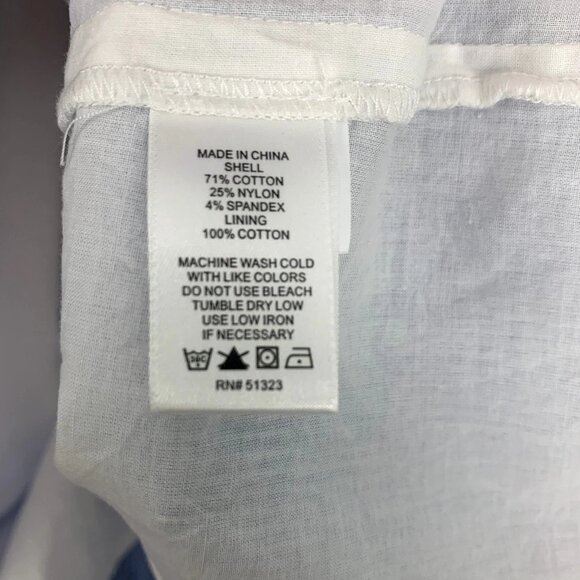 MADE IN CHINA
SHELL
71% COTTON
25% NYLON
4% SPANDEX
LINING
100% COTTON
MACHINE WASH COLD
WITH LIKE COLORS
DO NOT USE BLEACH
TUMBLE DRY LOW
USE LOW IRON
IF NECESSARY
30C
RN# 51323